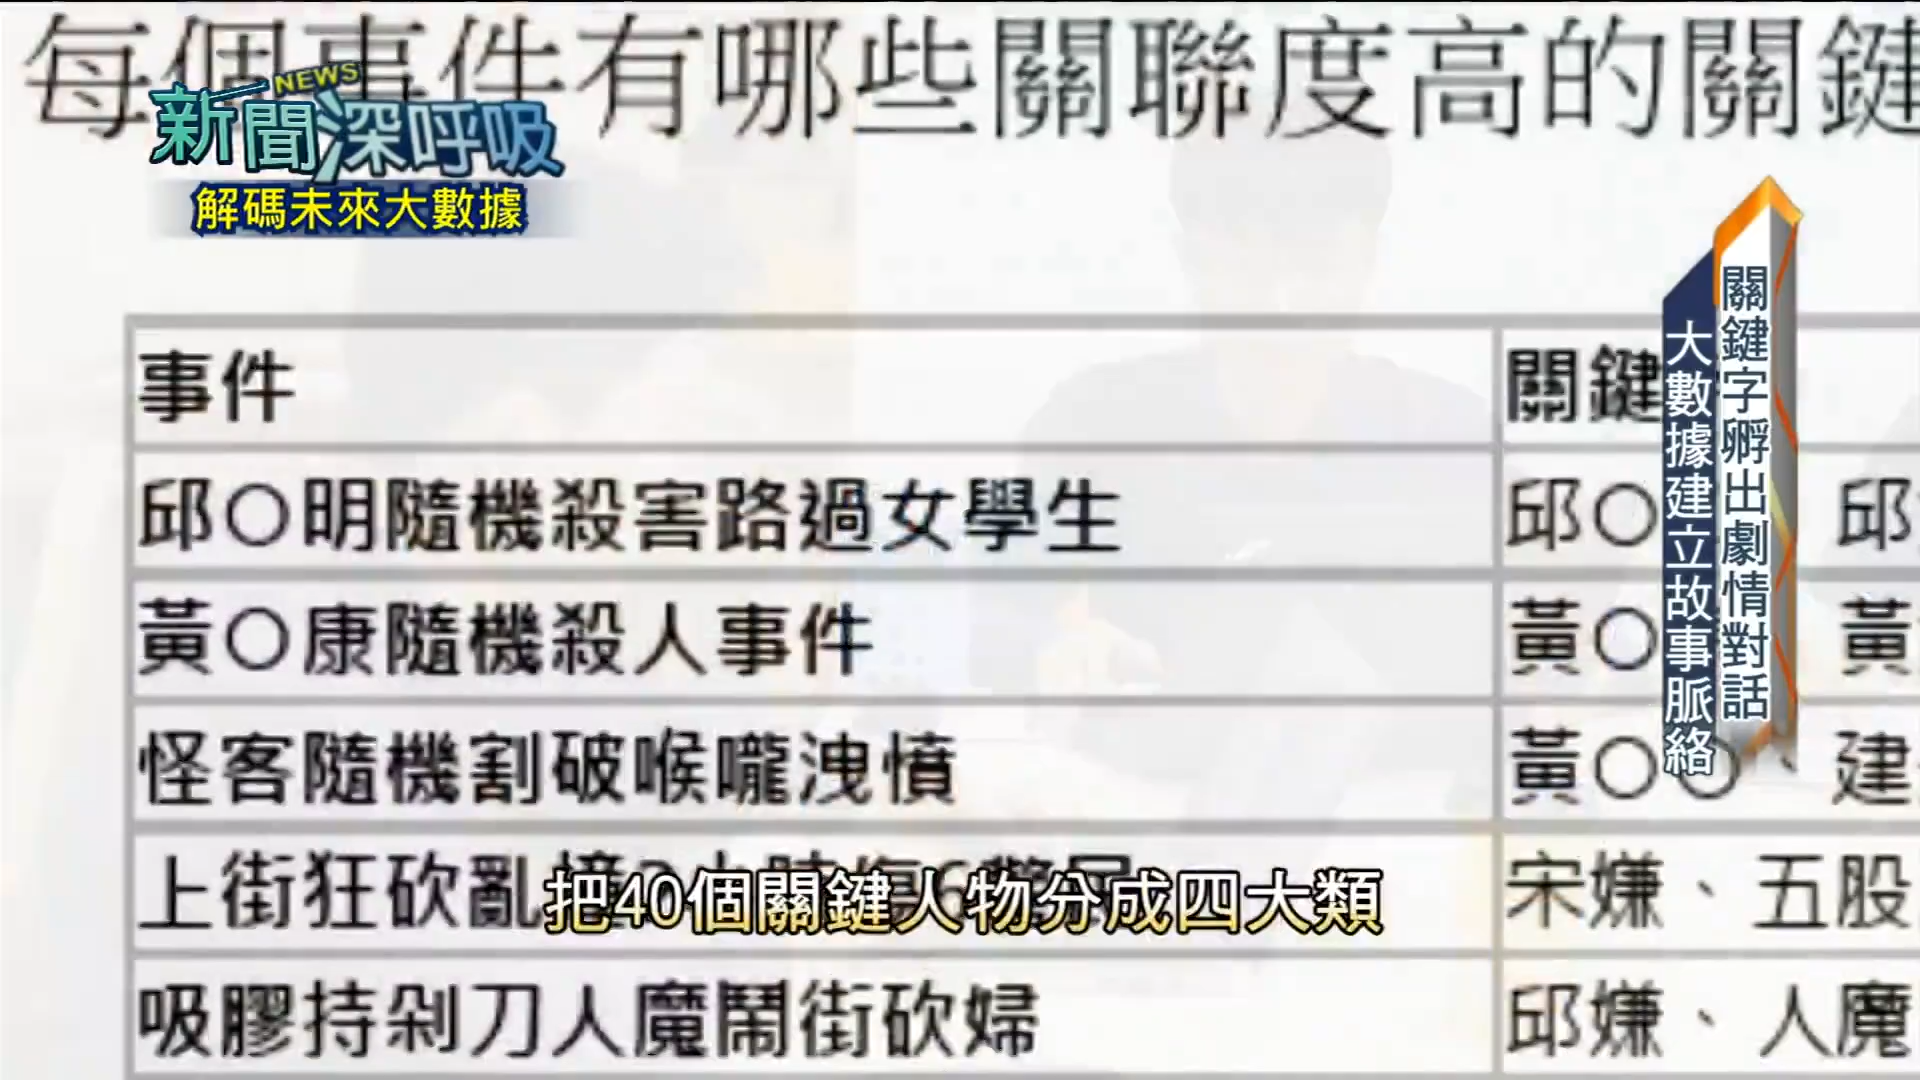 每個事件有哪些關聯度高的關鍵
NEWS
新聞深呼吸
解碼未來大數據
關鍵字孵出劇情對話
大數據建立故事脈絡
事件 關鍵
邱○明隨機殺害路過女學生 邱○ 邱
黃○康隨機殺人事件 黃○ 黃
怪客隨機割破喉嚨洩憤 黃○○、建
上街狂砍亂 宋嫌、五股
把40個關鍵人物分成四大類
吸膠持剁刀人魔鬧街砍婦 邱嫌、人魔